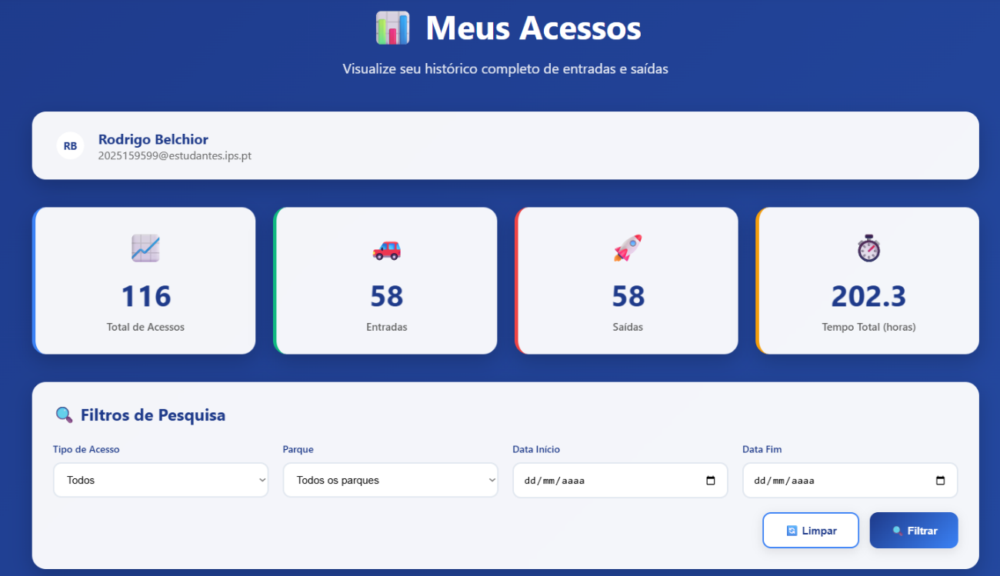 Meus Acessos
Visualize seu histórico completo de entradas e saídas
RB
Rodrigo Belchior
2025159599@estudantes.ips.pt
116
Total de Acessos
58
Entradas
58
Saídas
202.3
Tempo Total (horas)
Filtros de Pesquisa
Tipo de Acesso
Todos
Parque
Todos os parques
Data Início
dd/mm/aaaa
Data Fim
dd/mm/aaaa
Limpar
Filtrar